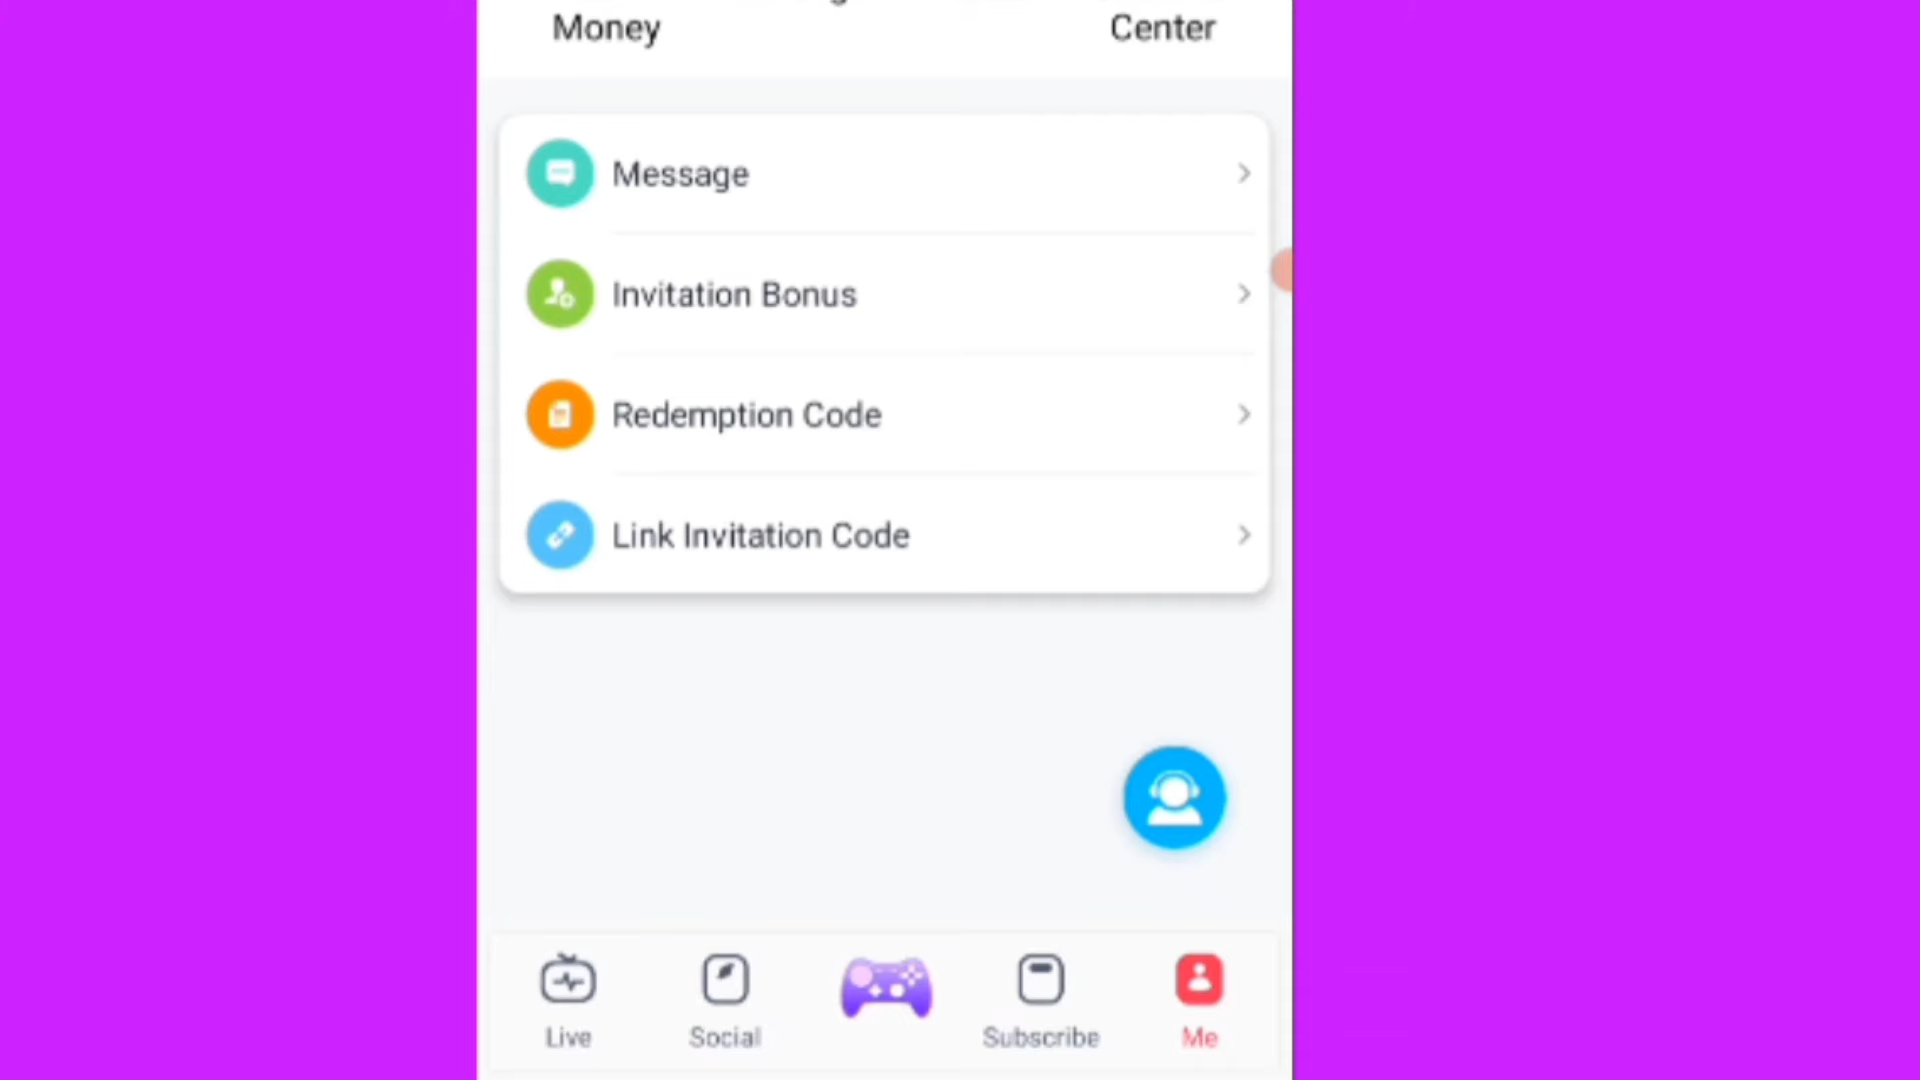 Money Center
Message
Invitation Bonus
Redemption Code
Link Invitation Code
Live Social Subscribe Me